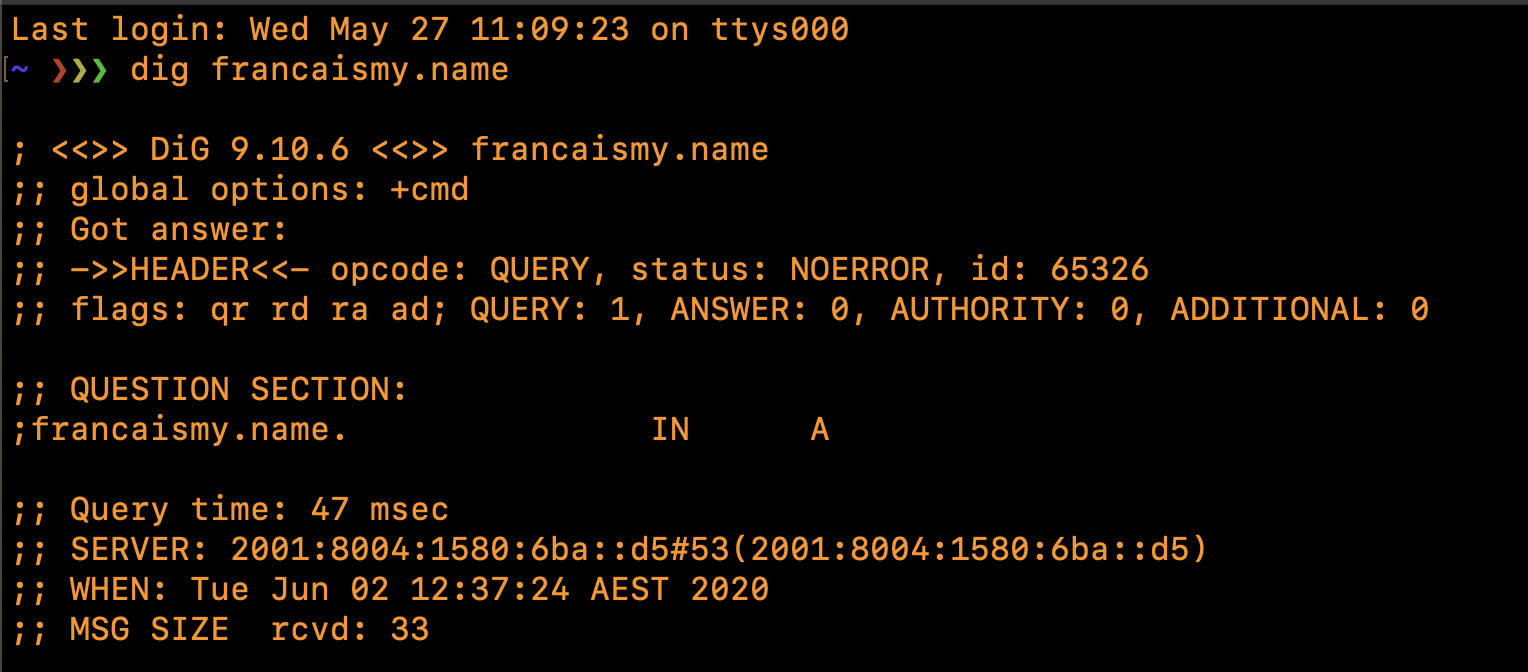 Last login: Wed May 27 11:09:23 on ttys000
[~ ❯❯❯ dig francaismy.name
; <<>> DiG 9.10.6 <<>> francaismy.name
;; global options: +cmd
;; Got answer:
;; ->>HEADER<<- opcode: QUERY, status: NOERROR, id: 65326
;; flags: qr rd ra ad; QUERY: 1, ANSWER: 0, AUTHORITY: 0, ADDITIONAL: 0
;; QUESTION SECTION:
;francaismy.name. IN A
;; Query time: 47 msec
;; SERVER: 2001:8004:1580:6ba::d5#53(2001:8004:1580:6ba::d5)
;; WHEN: Tue Jun 02 12:37:24 AEST 2020
;; MSG SIZE rcvd: 33